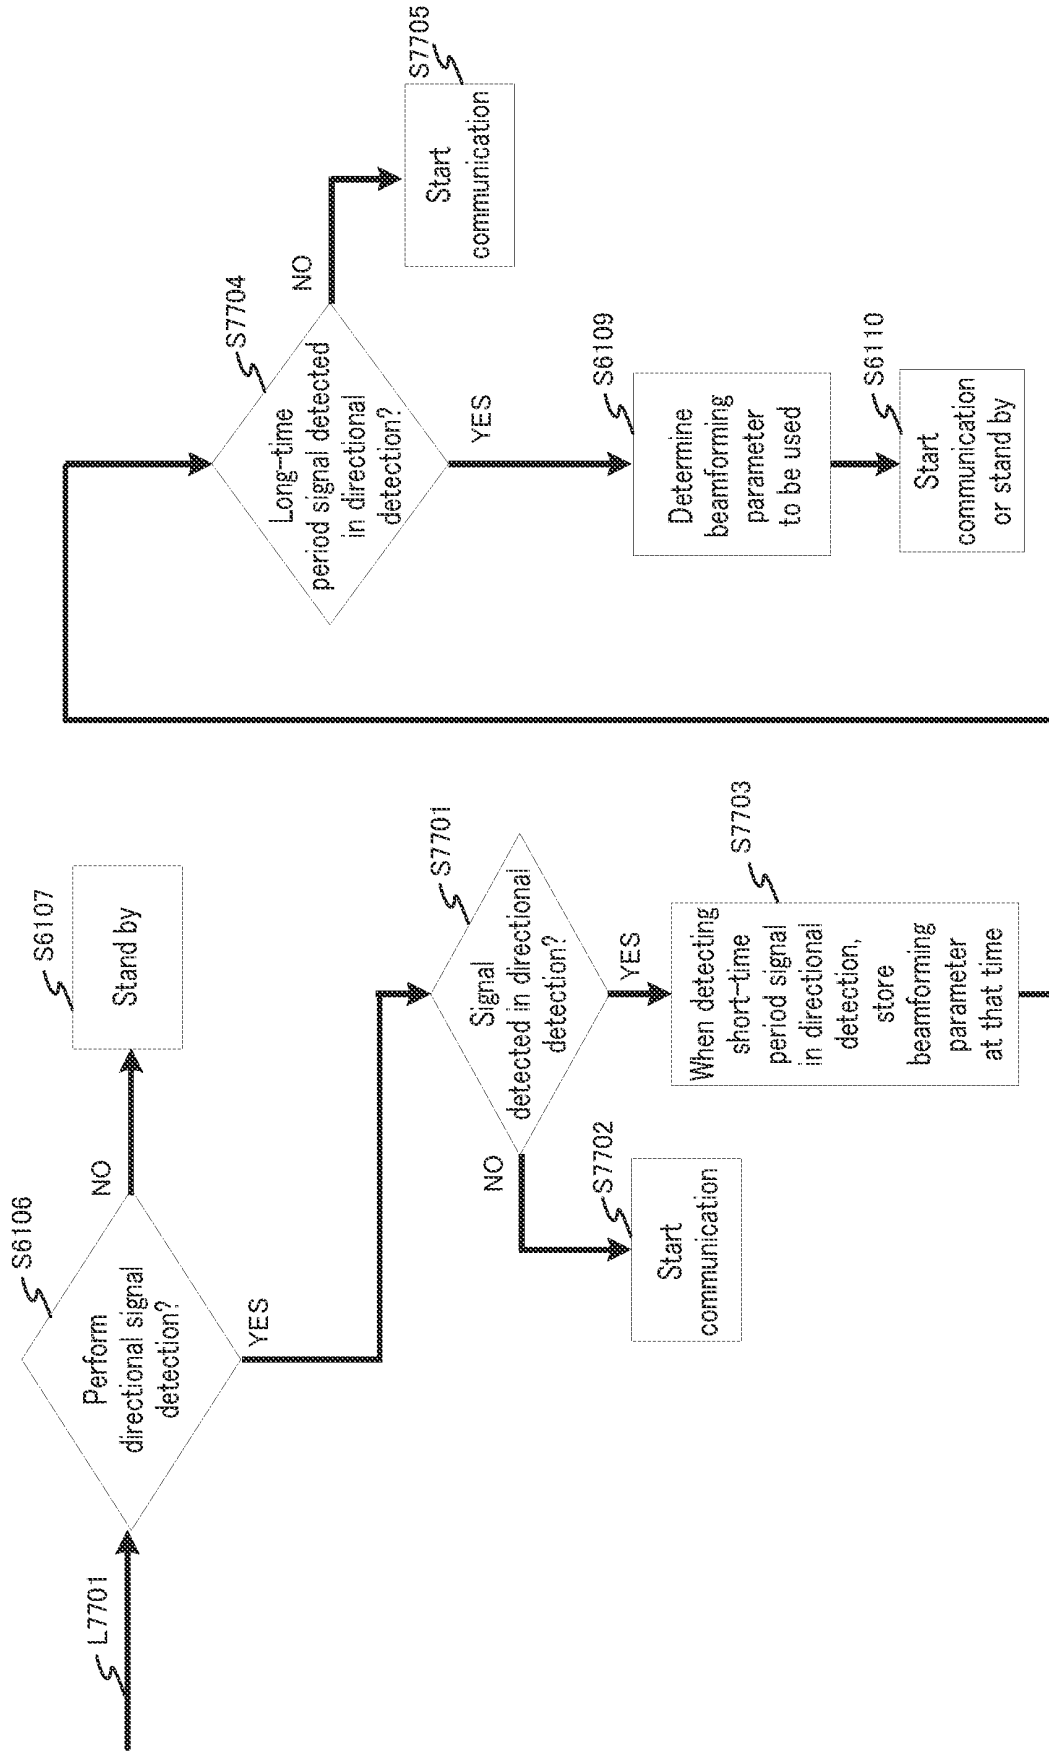 L7701
S6106
Perform
directional signal
detection?
NO
YES
S6107
Stand by
S7701
Signal
detected in directional
detection?
NO
YES
S7702
Start
communication
S7703
When detecting
short-time
period signal
in directional
detection,
store
beamforming
parameter
at that time
S7704
Long-time
period signal detected
in directional
detection?
NO
YES
S7705
Start
communication
S6109
Determine
beamforming
parameter
to be used
S6110
Start
communication
or stand by